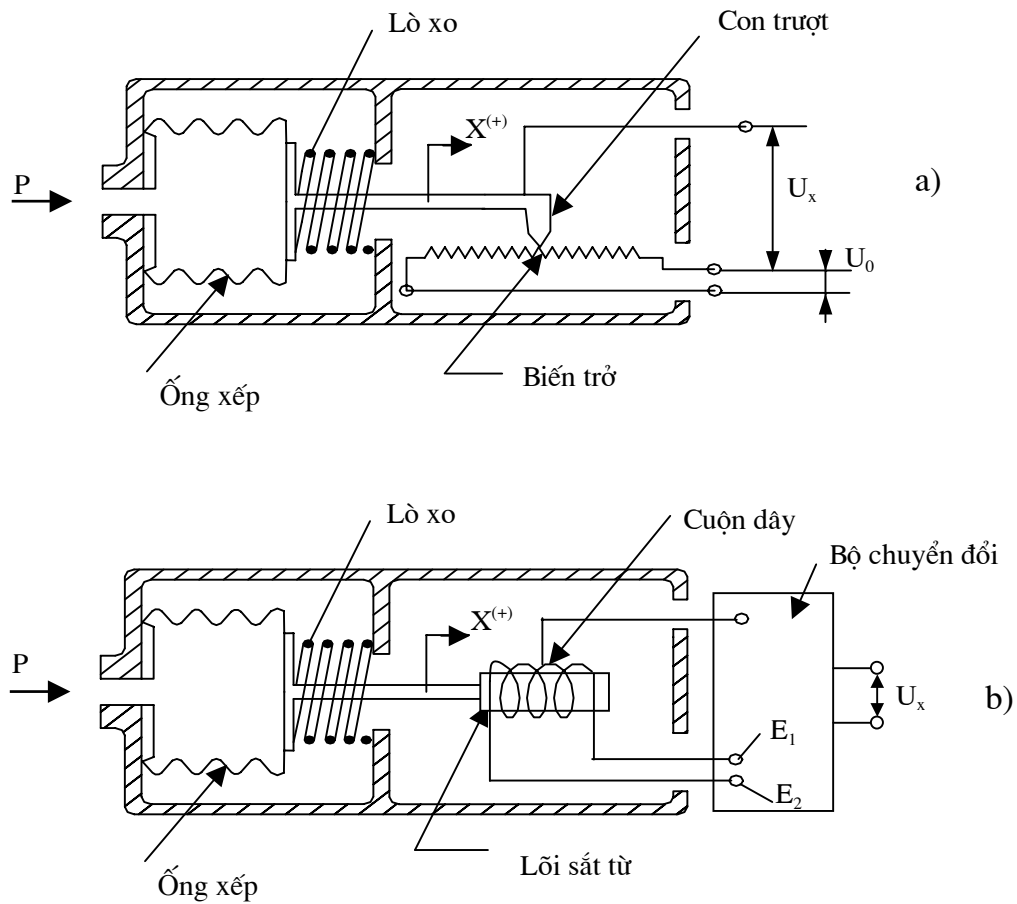 Lò xo
Con trượt
X(+)
P
Ux
a)
U0
Biến trở
Ống xếp
Lò xo
Cuộn dây
Bộ chuyển đổi
X(+)
P
Ux
b)
E1
E2
Lõi sắt từ
Ống xếp